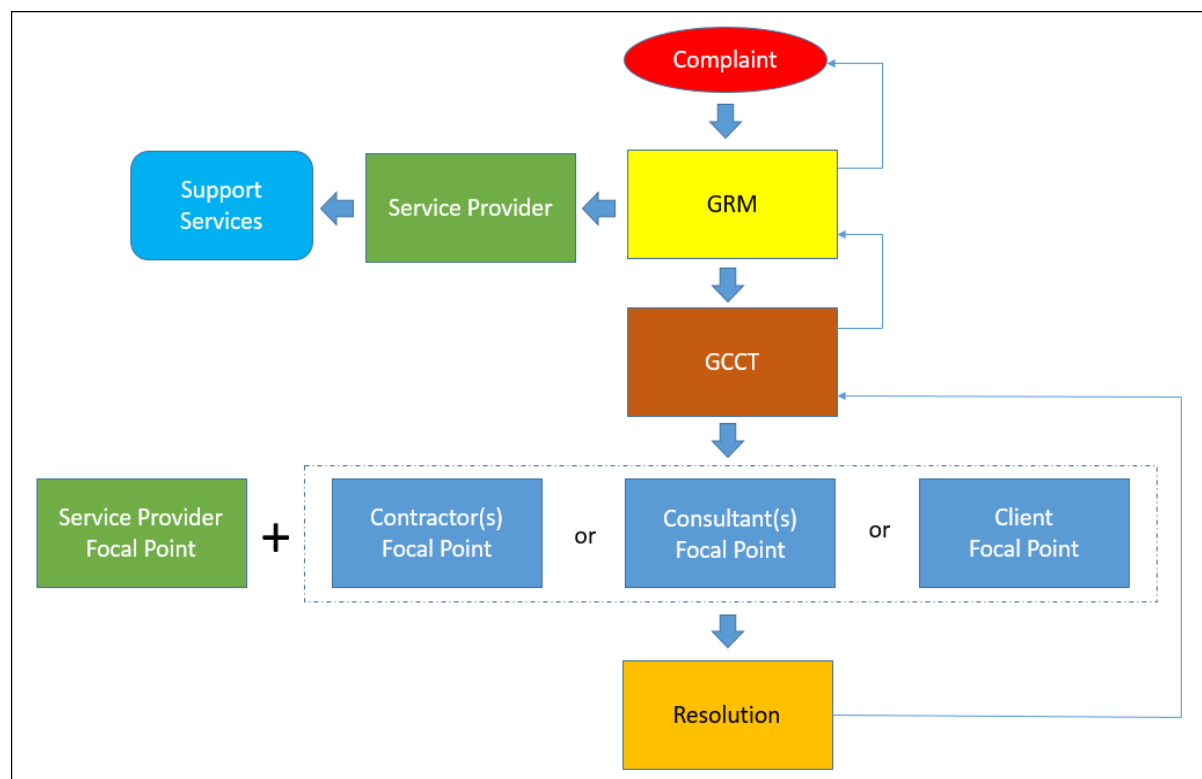 Complaint
Support
Services
Service Provider
GRM
GCCT
Service Provider
Focal Point
+
Contractor(s)
Focal Point
or
Consultant(s)
Focal Point
or
Client
Focal Point
Resolution